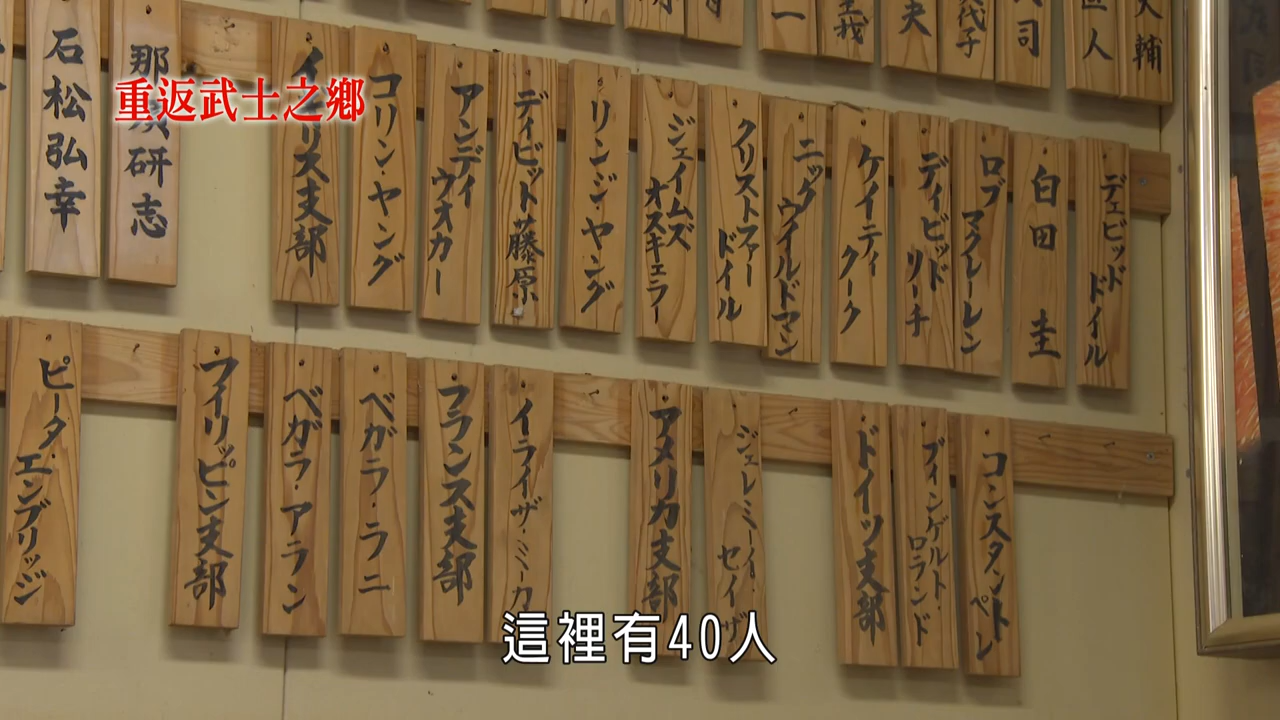 重返武士之鄉
石松弘幸
研志
イギリス支部
コリン・ヤング
アンディ
ウオカー
デイビット藤原
リンジ・ヤング
ジェイムズ
オスキェラー
クリストファー
ドイル
ニック
ワイルドマン
ケイティ
クーク
ディビッド
リーチ
ロブ
マクレーレン
白田圭
デェビッド
ドイル
ピータ・エンブリッジ
フイリッピン支部
ベガラ・アラン
ベガラ・ラニ
フランス支部
イライザ・ミーカ
アメリカ支部
ジェレミーイ・
セイ
ドイツ支部
ブインゲルト・
ロランド
コンスタント
ペレン
這裡有40人